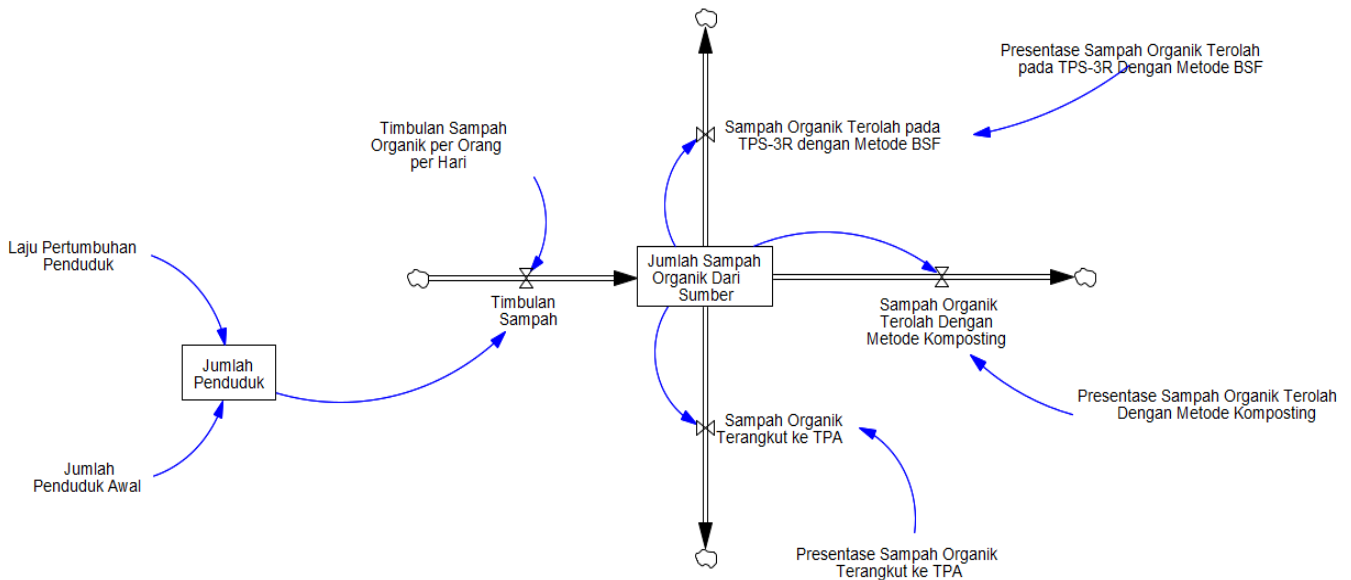 Presentase Sampah Organik Terolah
pada TPS-3R Dengan Metode BSF
Timbulan Sampah
Organik per Orang
per Hari
Sampah Organik Terolah pada
TPS-3R dengan Metode BSF
Laju Pertumbuhan
Penduduk
Jumlah Sampah
Organik Dari
Sumber
Timbulan
Sampah
Sampah Organik
Terolah Dengan
Metode Komposting
Jumlah
Penduduk
Presentase Sampah Organik Terolah
Dengan Metode Komposting
Sampah Organik
Terangkut ke TPA
Jumlah
Penduduk Awal
Presentase Sampah Organik
Terangkut ke TPA